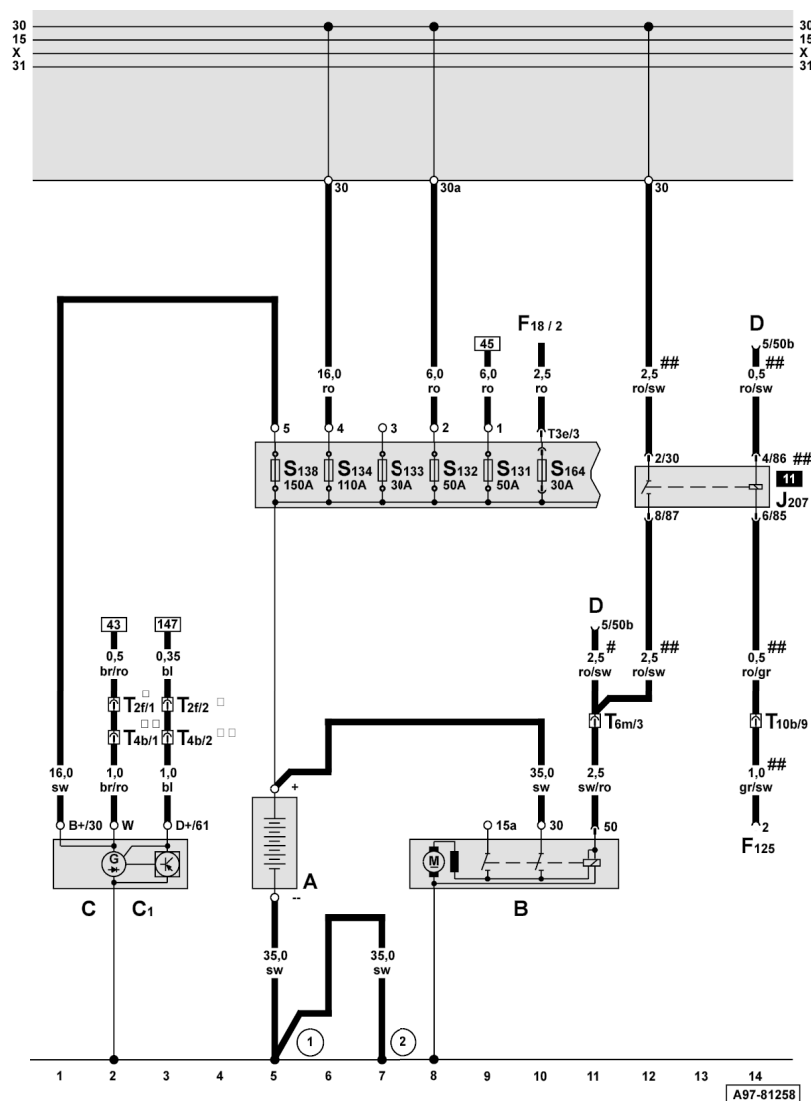 30 30
15 15
X X
31 31
30 30a 30
F18 / 2 D
45 5/50b
16,0 6,0 6,0 2,5 2,5 ## 0,5 ##
ro ro ro ro ro/sw ro/sw
5 4 3 2 1 T3e/3 2/30 4/86 ##
S138 S134 S133 S132 S131 S164
150A 110A 30A 50A 50A 30A
11
J207
8/87 6/85
43 147 D
5/50b
0,5 0,35 2,5 # 2,5 ## 0,5 ##
br/ro bl ro/sw ro/sw ro/gr
T2f/1 T2f/2
T4b/1 T4b/2 T6m/3 T10b/9
16,0 1,0 1,0 35,0 2,5 1,0 ##
sw br/ro bl sw sw/ro gr/sw
+
B+/30 W D+/61 15a 30 50 2
F125
G M
A
--
C C1 B
35,0 35,0
sw sw
1 2
1 2 3 4 5 6 7 8 9 10 11 12 13 14
A97-81258